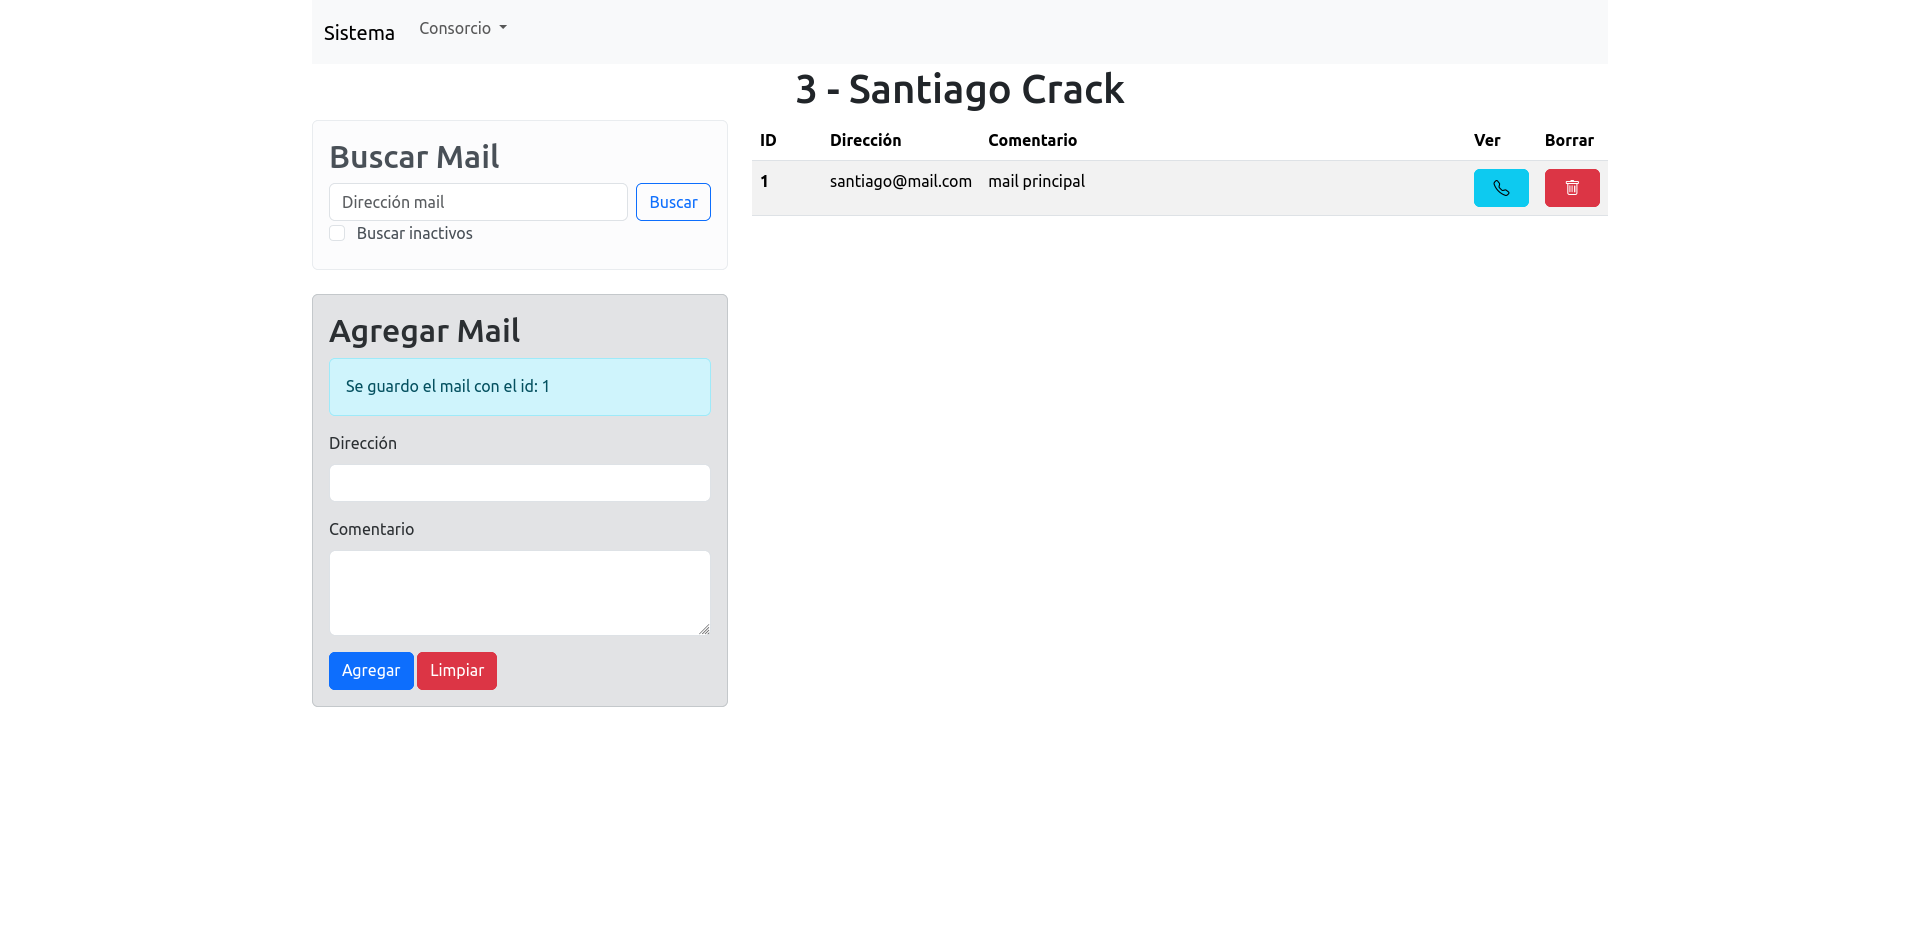 Sistema Consorcio
3 - Santiago Crack
Buscar Mail
Dirección mail Buscar
Buscar inactivos
Agregar Mail
Se guardo el mail con el id: 1
Dirección
Comentario
Agregar Limpiar
ID Dirección Comentario Ver Borrar
1 santiago@mail.com mail principal